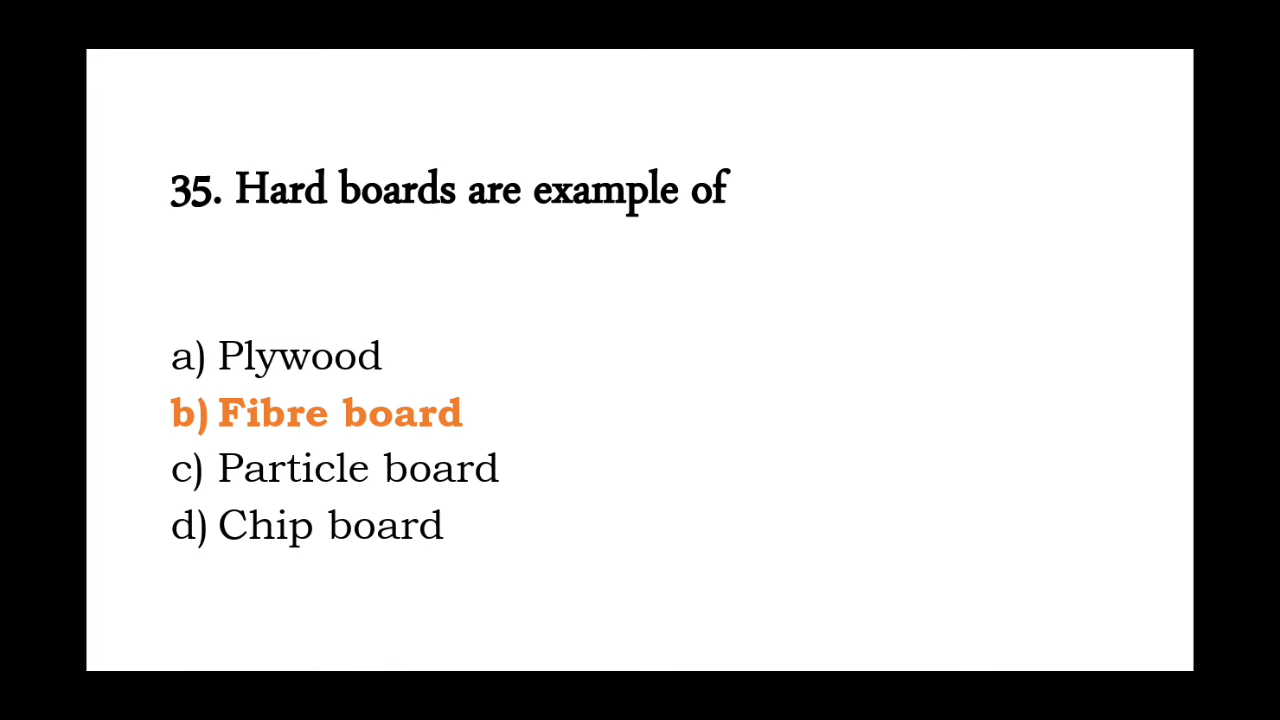 35. Hard boards are example of
a) Plywood
b) Fibre board
c) Particle board
d) Chip board